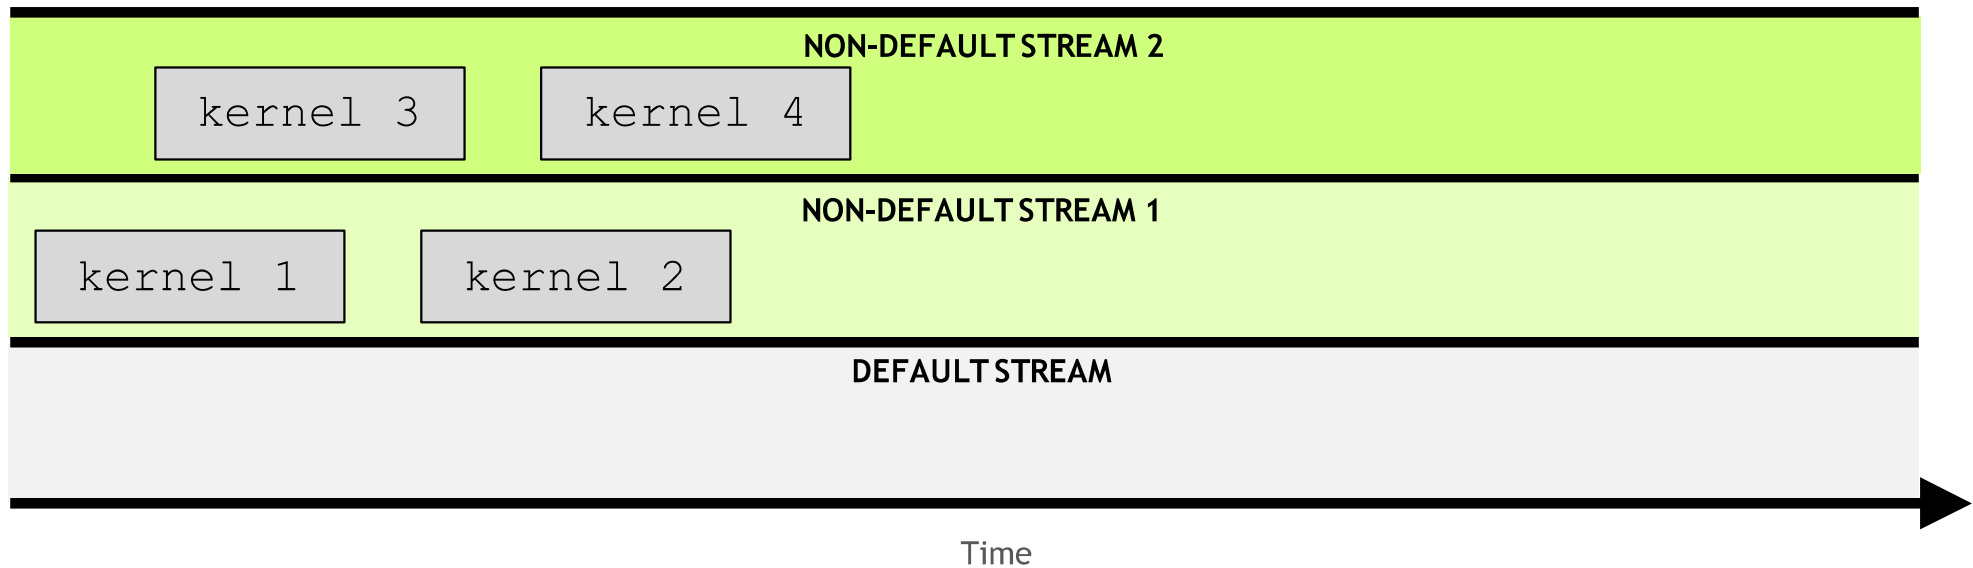 NON-DEFAULT STREAM 2
kernel 3
kernel 4
NON-DEFAULT STREAM 1
kernel 1
kernel 2
DEFAULT STREAM
Time